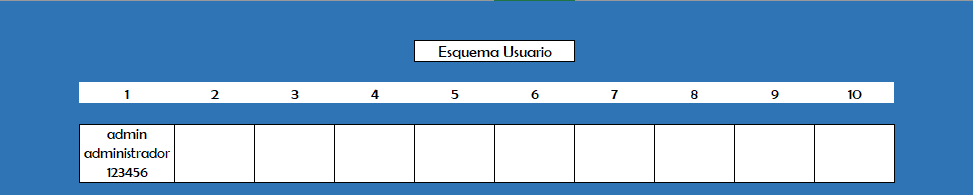 Esquema Usuario
1 2 3 4 5 6 7 8 9 10
admin
administrador
123456